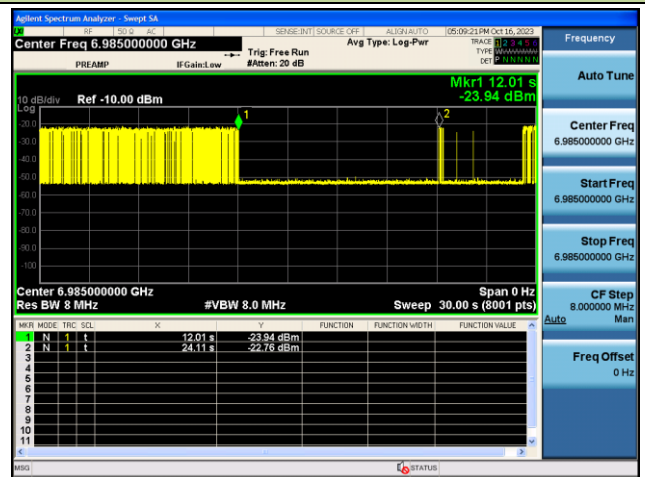 Agilent Spectrum Analyzer - Swept SA
RF 50 Ω AC SENSE:INT SOURCE OFF ALIGN AUTO 05:09:21 PM Oct 16, 2023
Center Freq 6.985000000 GHz
Avg Type: Log-Pwr
TRACE 1 2 3 4 5 6
TYPE
DET P N N N N N
PREAMP IFGain:Low
Trig: Free Run
#Atten: 20 dB
Mkr1 12.01 s
-23.94 dBm
10 dB/div Ref -10.00 dBm
Log
1
2
-20.0
-30.0
-40.0
-50.0
-60.0
-70.0
-80.0
-90.0
-100
Center 6.985000000 GHz Span 0 Hz
Res BW 8 MHz #VBW 8.0 MHz Sweep 30.00 s (8001 pts)
MKR MODE TRC SCL X Y FUNCTION FUNCTION WIDTH FUNCTION VALUE
1 N 1 t 12.01 s -23.94 dBm
2 N 1 t 24.11 s -22.76 dBm
3
4
5
6
7
8
9
10
11
MSG STATUS
Frequency
Auto Tune
Center Freq
6.985000000 GHz
Start Freq
6.985000000 GHz
Stop Freq
6.985000000 GHz
CF Step
8.000000 MHz
Auto Man
Freq Offset
0 Hz